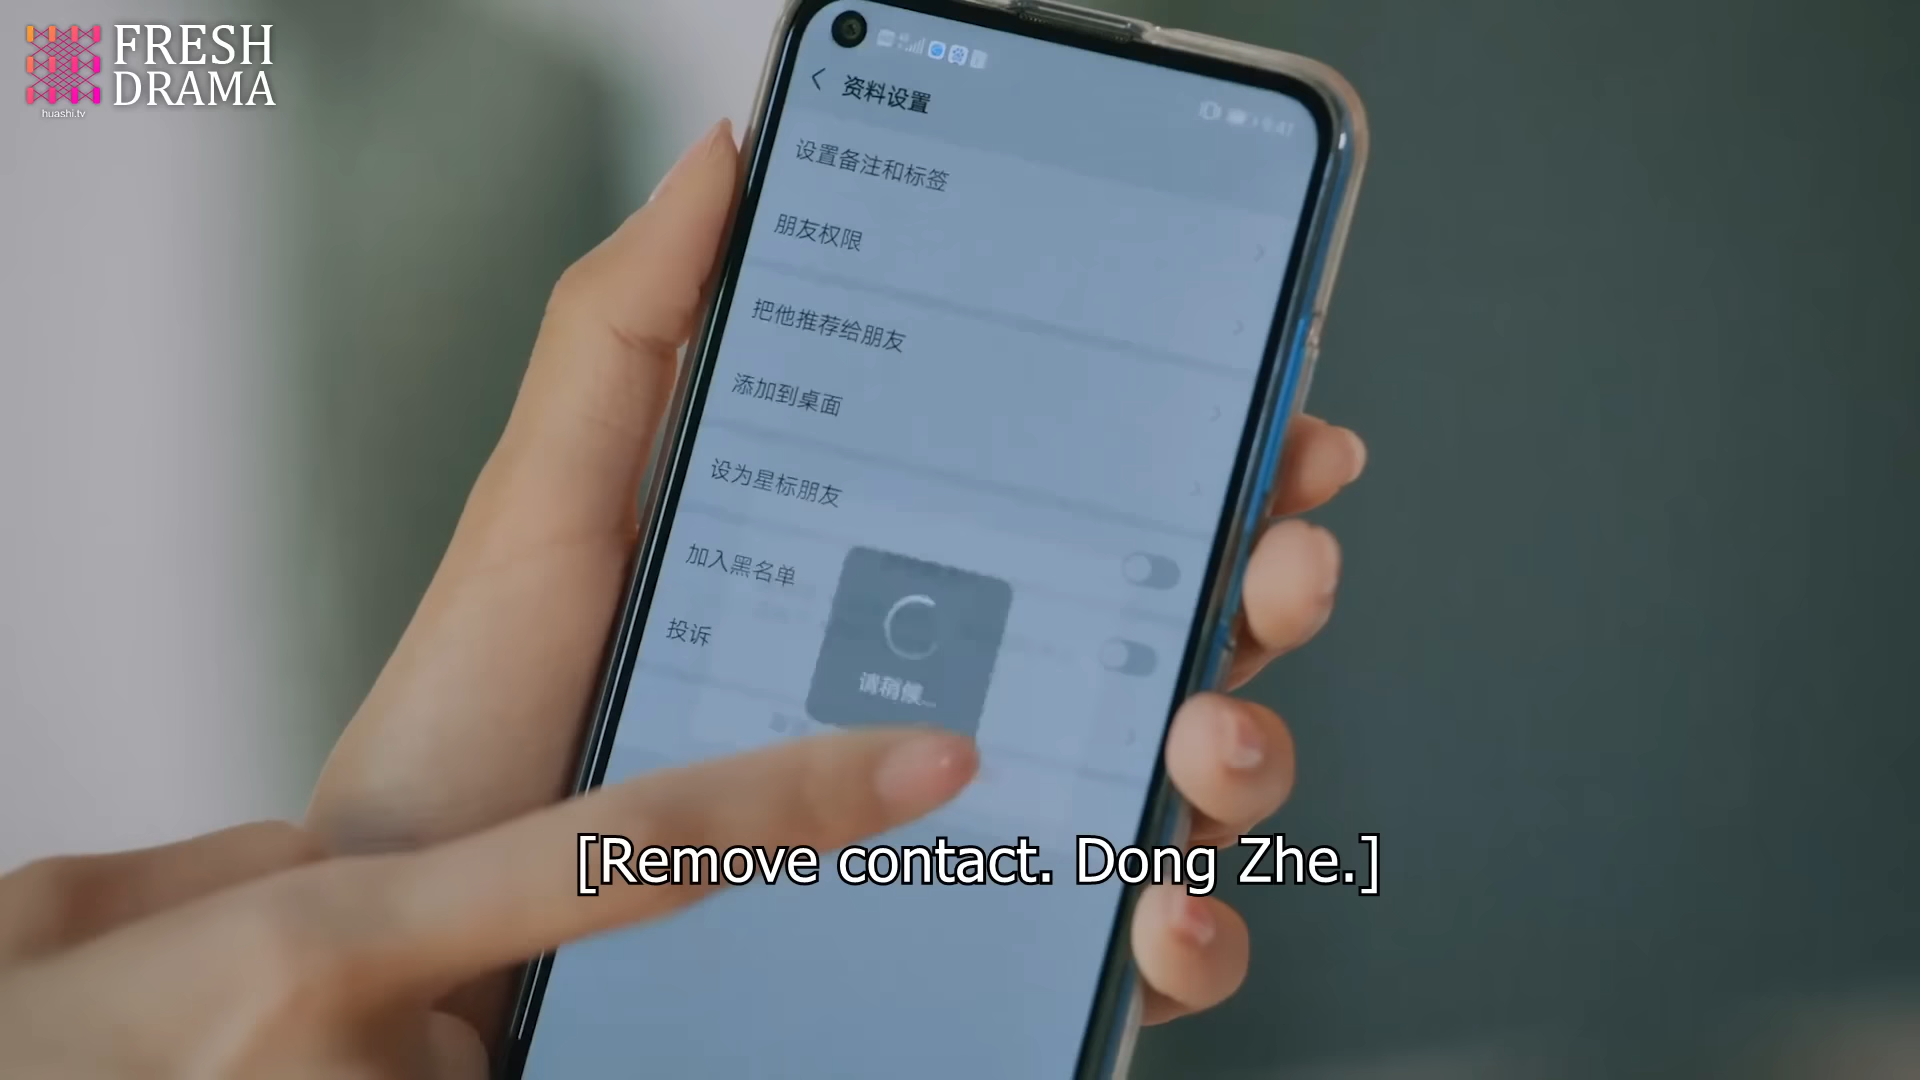 FRESH
DRAMA
huashi.tv
资料设置
设置备注和标签
朋友权限
把他推荐给朋友
添加到桌面
设为星标朋友
加入黑名单
投诉
请稍候...
[Remove contact. Dong Zhe.]